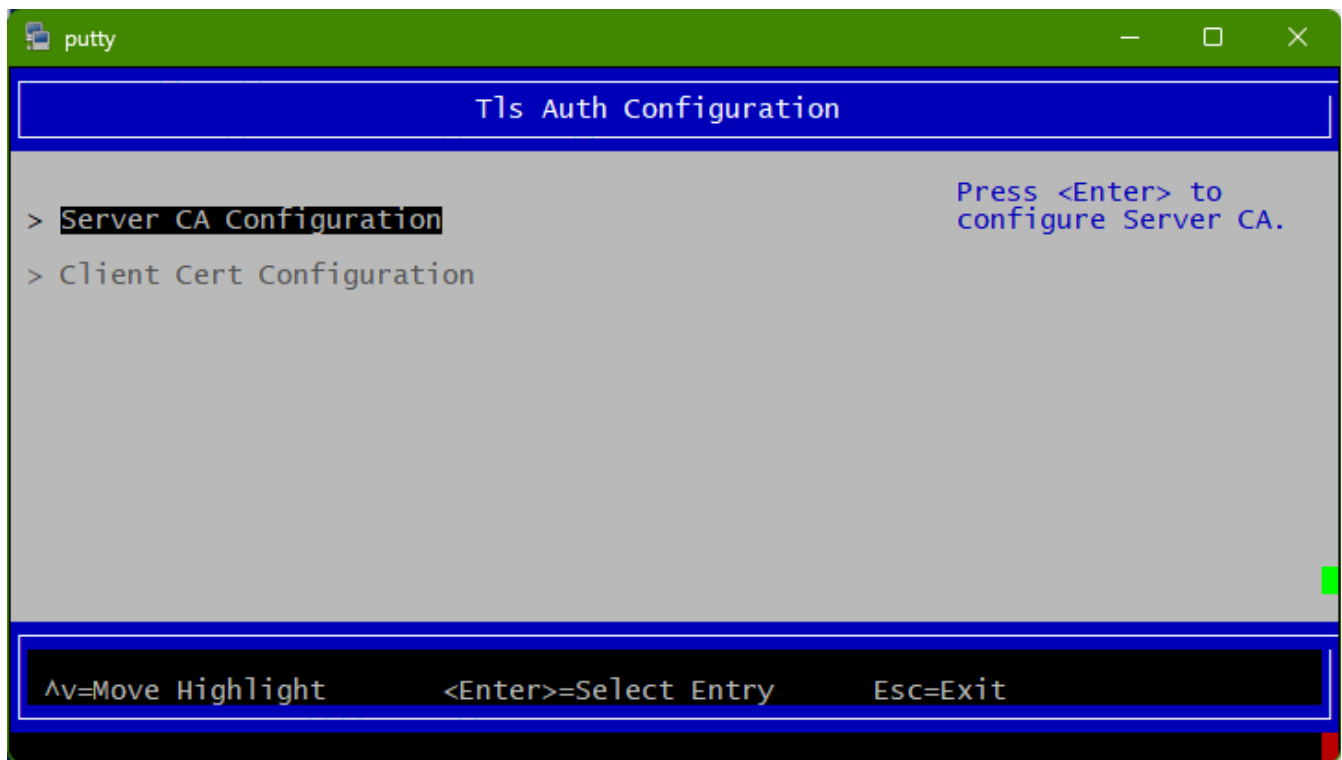 putty
Tls Auth Configuration
> Server CA Configuration
> Client Cert Configuration
Press <Enter> to
configure Server CA.
^v=Move Highlight <Enter>=Select Entry Esc=Exit